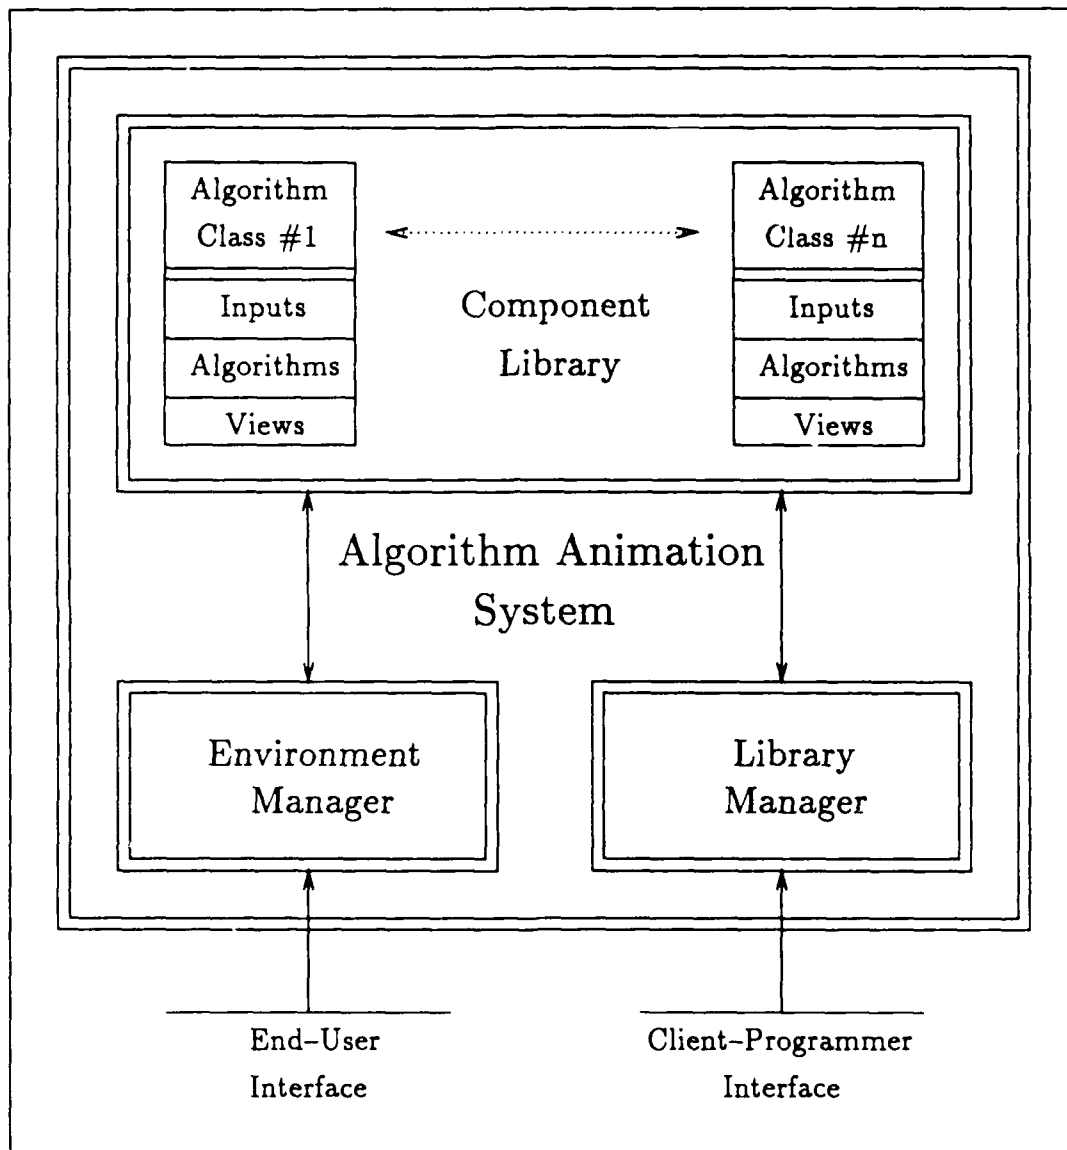 Algorithm
Class #1
Inputs
Algorithms
Views
Component
Library
Algorithm
Class #n
Inputs
Algorithms
Views
Algorithm Animation
System
Environment
Manager
Library
Manager
End–User
Interface
Client–Programmer
Interface